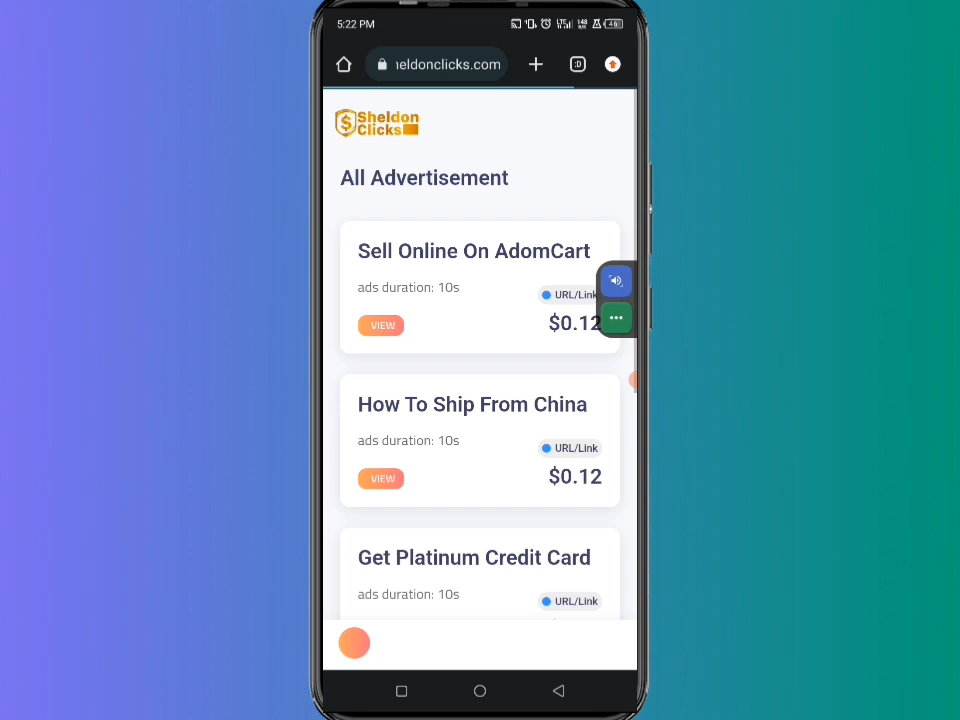 5:22 PM
46
:D
ıeldonclicks.com
Sheldon
Clicks
All Advertisement
Sell Online On AdomCart
ads duration: 10s
URL/Link
VIEW
$0.12
How To Ship From China
ads duration: 10s
URL/Link
VIEW
$0.12
Get Platinum Credit Card
ads duration: 10s
URL/Link